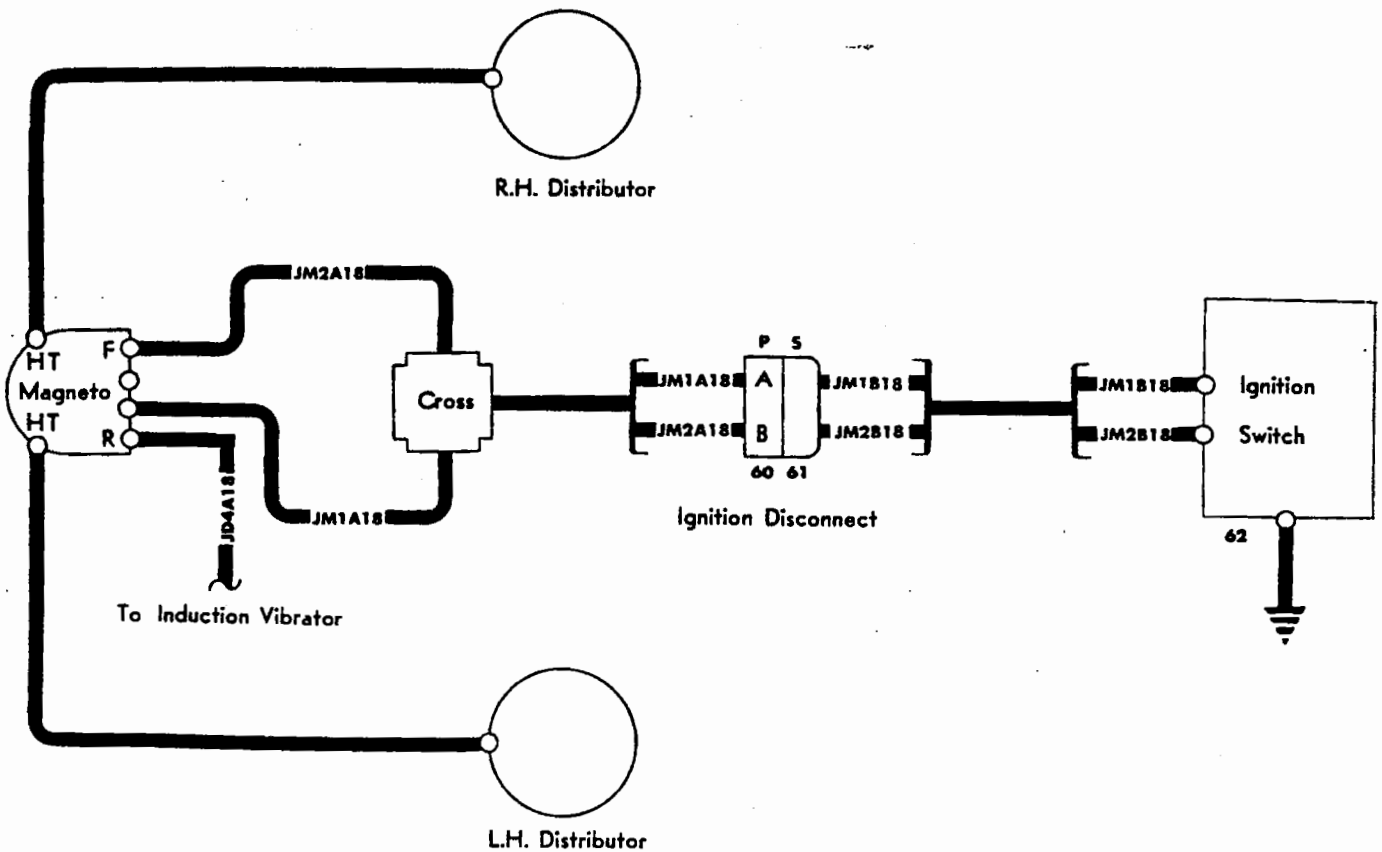 R.H. Distributor
JM2A18
HT
F
Magneto
HT
R
JD4A18
JM1A18
To Induction Vibrator
Cross
P S
JM1A18
A
JM1B18
JM2A18
B
JM2B18
60 61
Ignition Disconnect
JM1B18
Ignition
JM2B18
Switch
62
L.H. Distributor